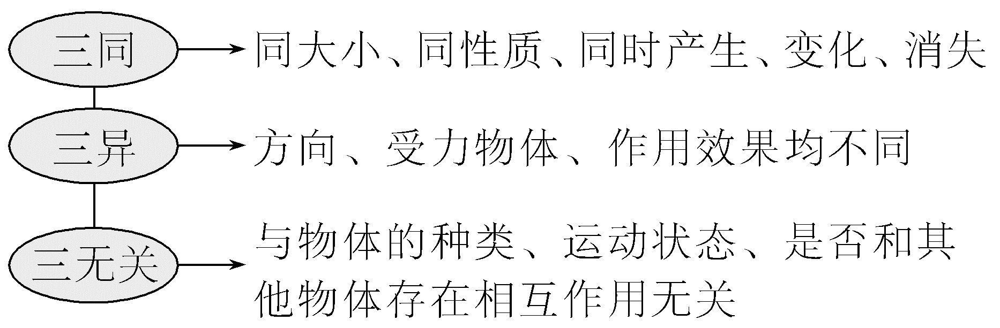 三同
同大小、同性质、同时产生、变化、消失
三异
方向、受力物体、作用效果均不同
三无关
与物体的种类、运动状态、是否和其
他物体存在相互作用无关